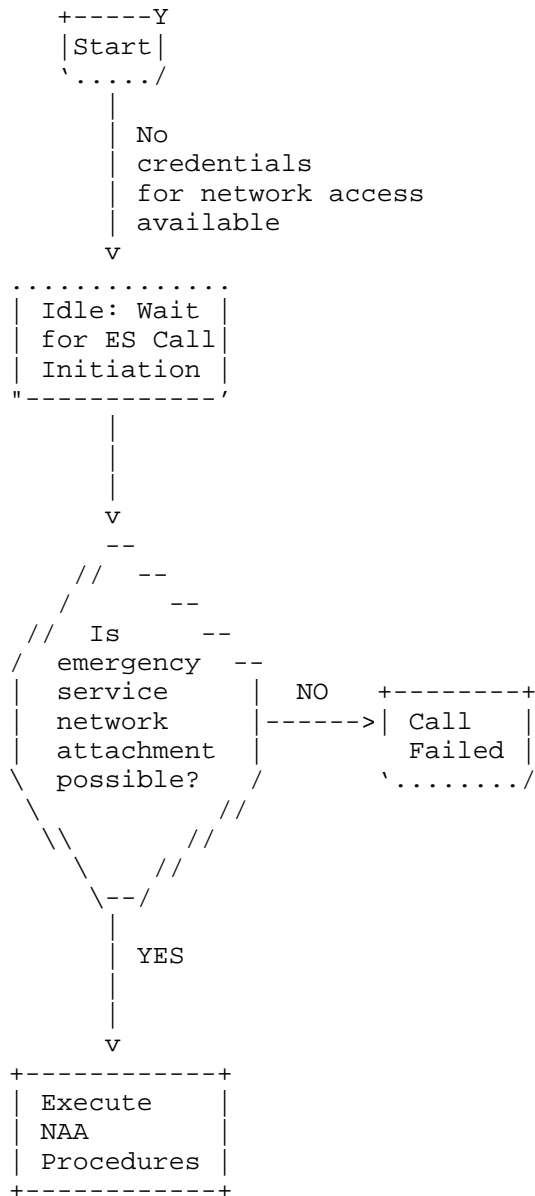 Start
No
credentials
for network access
available
Idle: Wait
for ES Call
Initiation
Is
emergency
service
network
attachment
possible?
NO
Call
Failed
YES
Execute
NAA
Procedures